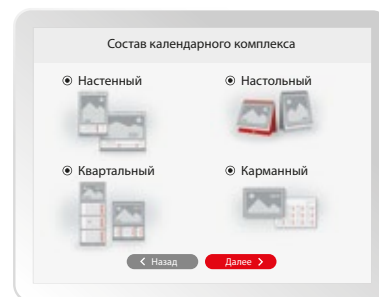 Состав календарного комплекса
Настенный
Настольный
Квартальный
Карманный
Назад
Далее